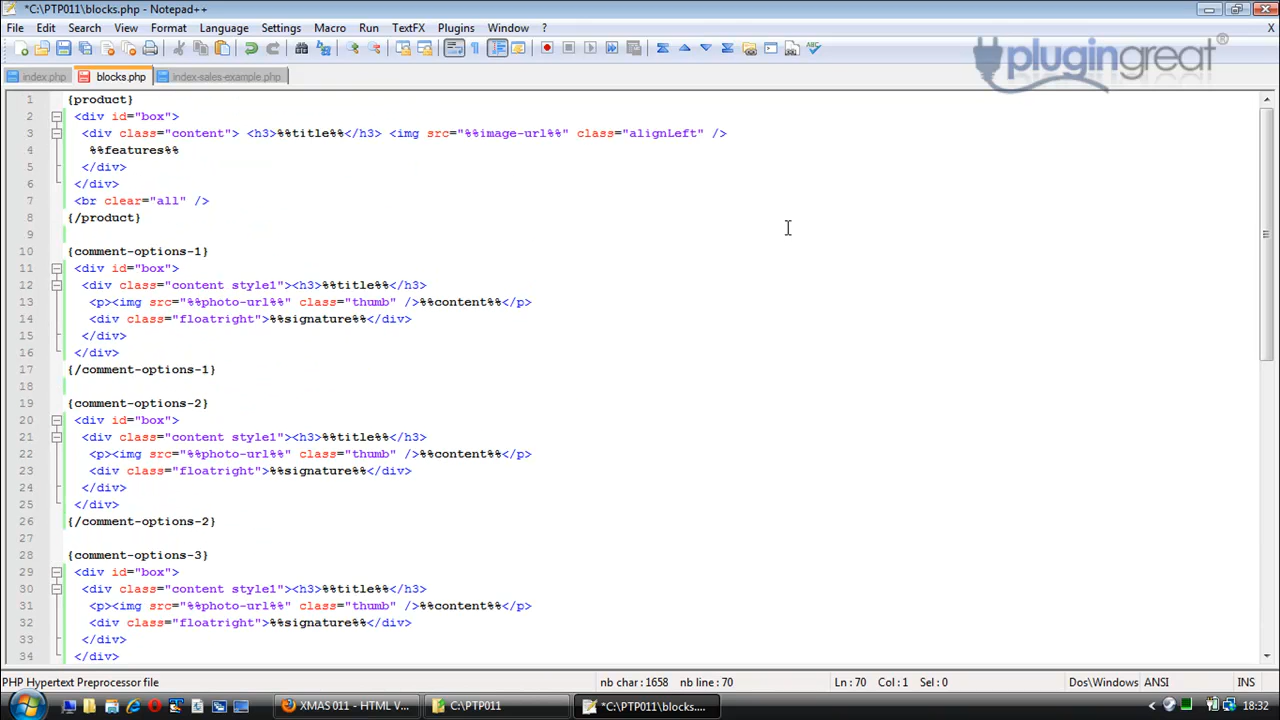 *C:\PTP011\blocks.php - Notepad++
File Edit Search View Format Language Settings Macro Run TextFX Plugins Window ? X
plugingreat®
index.php blocks.php index-sales-example.php
1 {product}
2 <div id="box">
3 <div class="content"> <h3>%%title%%</h3> <img src="%%image-url%%" class="alignLeft" />
4 %%features%%
5 </div>
6 </div>
7 <br clear="all" />
8 {/product}
9
10 {comment-options-1}
11 <div id="box">
12 <div class="content style1"><h3>%%title%%</h3>
13 <p><img src="%%photo-url%%" class="thumb" />%%content%%</p>
14 <div class="floatright">%%signature%%</div>
15 </div>
16 </div>
17 {/comment-options-1}
18
19 {comment-options-2}
20 <div id="box">
21 <div class="content style1"><h3>%%title%%</h3>
22 <p><img src="%%photo-url%%" class="thumb" />%%content%%</p>
23 <div class="floatright">%%signature%%</div>
24 </div>
25 </div>
26 {/comment-options-2}
27
28 {comment-options-3}
29 <div id="box">
30 <div class="content style1"><h3>%%title%%</h3>
31 <p><img src="%%photo-url%%" class="thumb" />%%content%%</p>
32 <div class="floatright">%%signature%%</div>
33 </div>
34 </div>
PHP Hypertext Preprocessor file nb char : 1658 nb line : 70 Ln : 70 Col : 1 Sel : 0 Dos\Windows ANSI INS
XMAS 011 - HTML V... C:\PTP011 *C:\PTP011\blocks.... 18:32